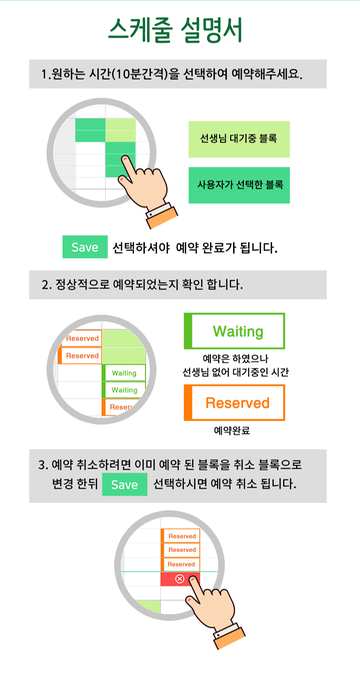 스케줄 설명서
1.원하는 시간(10분간격)을 선택하여 예약해주세요.
선생님 대기중 블록
사용자가 선택한 블록
Save 선택하셔야 예약 완료가 됩니다.
2. 정상적으로 예약되었는지 확인 합니다.
Reserved
Reserved
Waiting
Waiting
Reser
Waiting
예약은 하였으나
선생님 없어 대기중인 시간
Reserved
예약완료
3. 예약 취소하려면 이미 예약 된 블록을 취소 블록으로
변경 한뒤 Save 선택하시면 예약 취소 됩니다.
Reserved
Reserved
Reserved